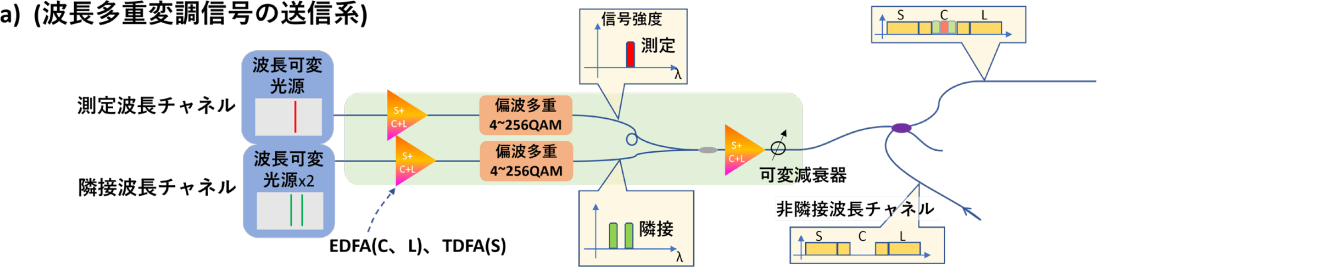 a) (波長多重変調信号の送信系)
測定波長チャネル
波長可変
光源
S+
C+L
偏波多重
4~256QAM
信号強度
測定
λ
隣接波長チャネル
波長可変
光源x2
S+
C+L
偏波多重
4~256QAM
隣接
λ
EDFA(C、L)、TDFA(S)
S+
C+L
可変減衰器
S C L
非隣接波長チャネル
S C L